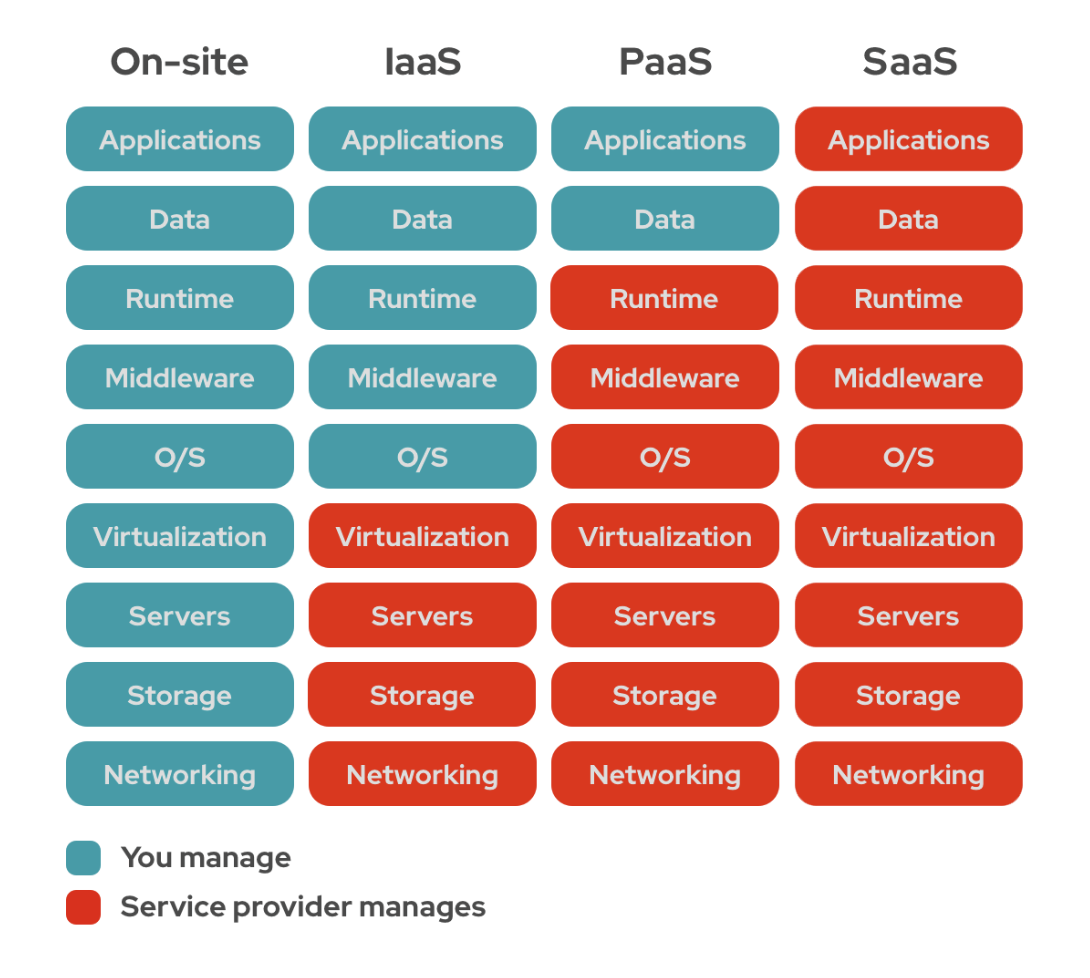 On-site IaaS PaaS SaaS
Applications Applications Applications Applications
Data Data Data Data
Runtime Runtime Runtime Runtime
Middleware Middleware Middleware Middleware
O/S O/S O/S O/S
Virtualization Virtualization Virtualization Virtualization
Servers Servers Servers Servers
Storage Storage Storage Storage
Networking Networking Networking Networking
You manage
Service provider manages